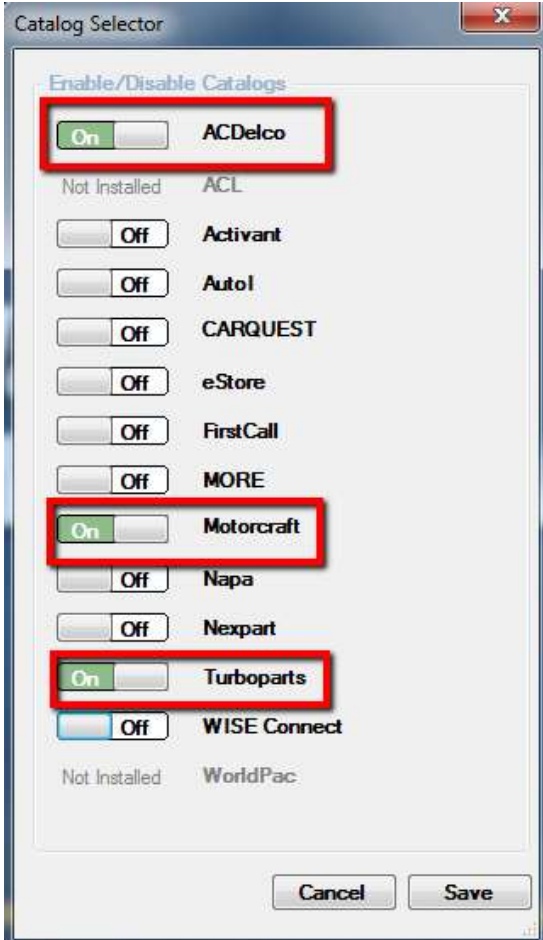 Catalog Selector
Enable/Disable Catalogs
On ACDelco
Not Installed ACL
Off Activant
Off AutoI
Off CARQUEST
Off eStore
Off FirstCall
Off MORE
On Motorcraft
Off Napa
Off Nexpart
On Turboparts
Off WISE Connect
Not Installed WorldPac
Cancel Save